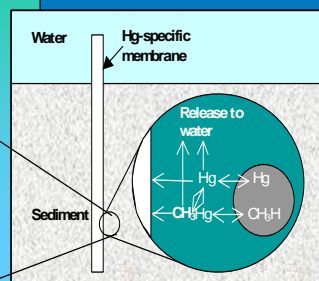 Water
Hg-specific
membrane
Release to
water
Hg
Hg
Sediment
CH3Hg
CH3H